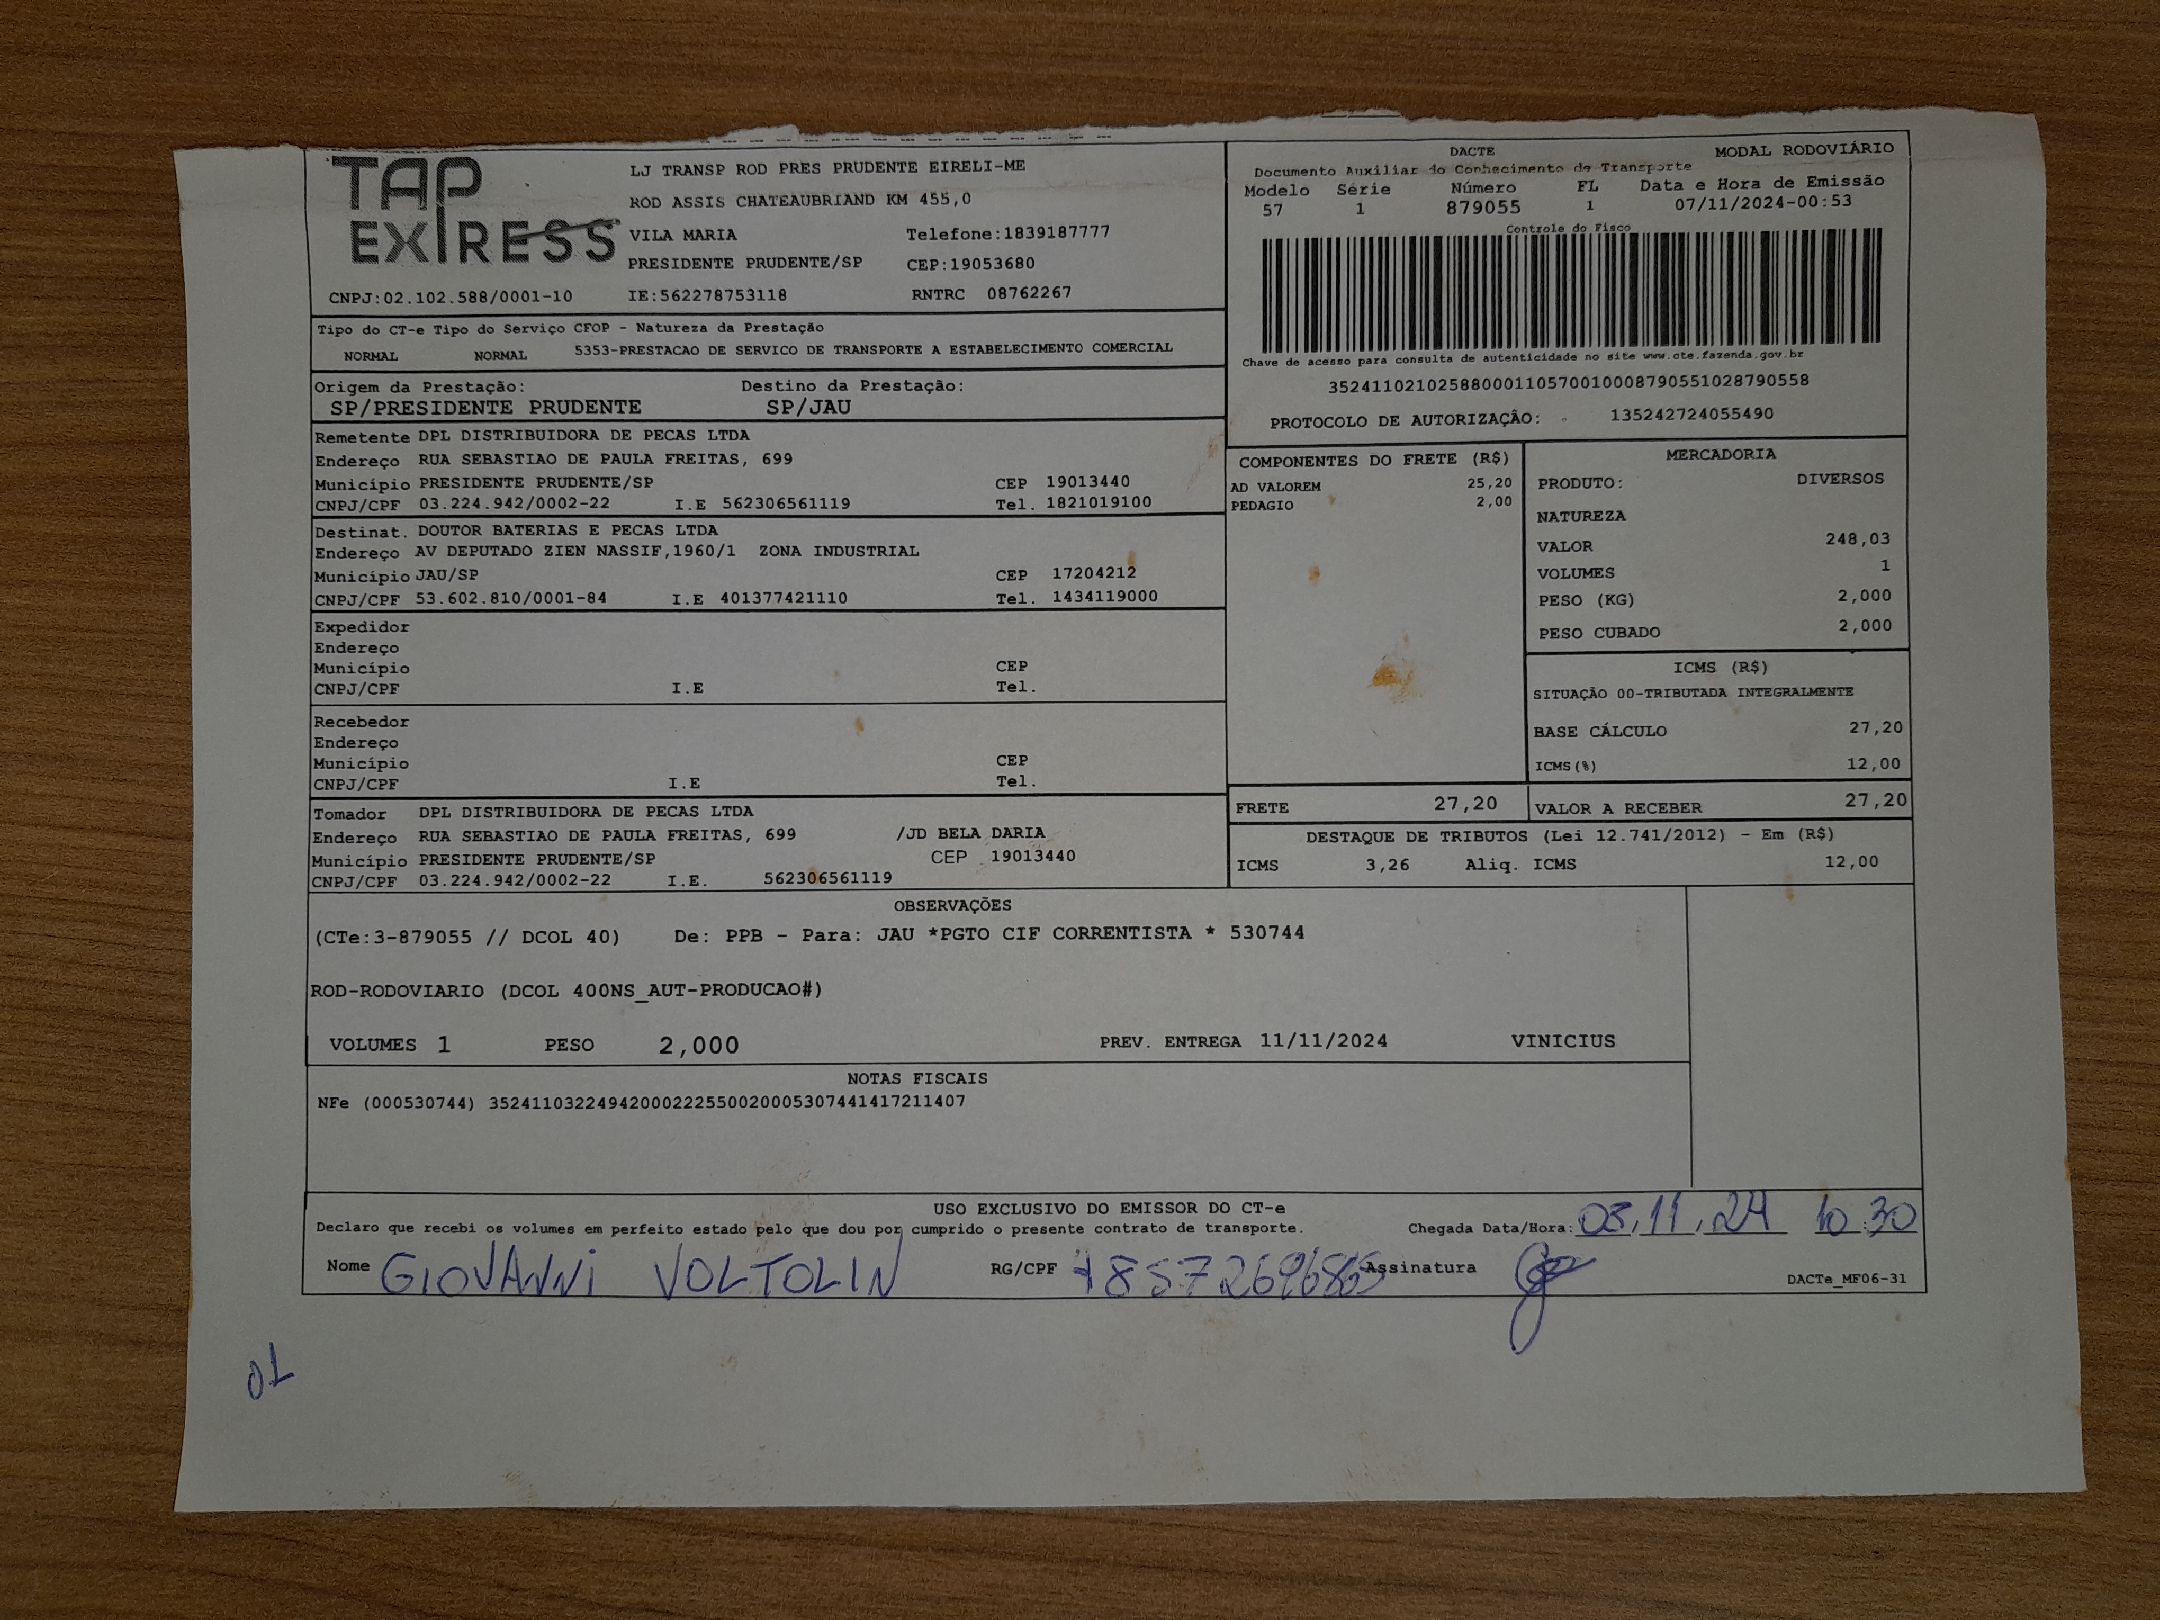 TAP
EXPRESS
LJ TRANSP ROD PRES PRUDENTE EIRELI-ME
ROD ASSIS CHATEAUBRIAND KM 455,0
VILA MARIA Telefone:1839187777
PRESIDENTE PRUDENTE/SP CEP:19053680
CNPJ:02.102.588/0001-10 IE:562278753118 RNTRC 08762267
DACTE MODAL RODOVIÁRIO
Documento Auxiliar do Conhecimento de Transporte
Modelo Série Número FL Data e Hora de Emissão
57 1 879055 1 07/11/2024-00:53
Controle do Fisco
Chave de acesso para consulta de autenticidade no site www.cte.fazenda.gov.br
35241102102588000110570010008790551028790558
PROTOCOLO DE AUTORIZAÇÂO: 135242724055490
Tipo do CT-e Tipo do Serviço CFOP - Natureza da Prestação
NORMAL NORMAL 5353-PRESTACAO DE SERVICO DE TRANSPORTE A ESTABELECIMENTO COMERCIAL
Origem da Prestação: Destino da Prestação:
SP/PRESIDENTE PRUDENTE SP/JAU
Remetente DPL DISTRIBUIDORA DE PECAS LTDA
Endereço RUA SEBASTIAO DE PAULA FREITAS, 699
Município PRESIDENTE PRUDENTE/SP CEP 19013440
CNPJ/CPF 03.224.942/0002-22 I.E 562306561119 Tel. 1821019100
Destinat. DOUTOR BATERIAS E PECAS LTDA
Endereço AV DEPUTADO ZIEN NASSIF,1960/1 ZONA INDUSTRIAL
Município JAU/SP CEP 17204212
CNPJ/CPF 53.602.810/0001-84 I.E 401377421110 Tel. 1434119000
Expedidor
Endereço
Município CEP
CNPJ/CPF I.E Tel.
Recebedor
Endereço
Município CEP
CNPJ/CPF I.E Tel.
Tomador DPL DISTRIBUIDORA DE PECAS LTDA
Endereço RUA SEBASTIAO DE PAULA FREITAS, 699 /JD BELA DARIA
Município PRESIDENTE PRUDENTE/SP CEP 19013440
CNPJ/CPF 03.224.942/0002-22 I.E. 562306561119
COMPONENTES DO FRETE (R$)
AD VALOREM 25,20
PEDAGIO 2,00
MERCADORIA
PRODUTO: DIVERSOS
NATUREZA
VALOR 248,03
VOLUMES 1
PESO (KG) 2,000
PESO CUBADO 2,000
ICMS (R$)
SITUAÇÃO 00-TRIBUTADA INTEGRALMENTE
BASE CÁLCULO 27,20
ICMS(%) 12,00
FRETE 27,20 VALOR A RECEBER 27,20
DESTAQUE DE TRIBUTOS (Lei 12.741/2012) - Em (R$)
ICMS 3,26 Aliq. ICMS 12,00
OBSERVAÇÕES
(CTe:3-879055 // DCOL 40) De: PPB - Para: JAU *PGTO CIF CORRENTISTA * 530744
ROD-RODOVIARIO (DCOL 400NS_AUT-PRODUCAO#)
VOLUMES 1 PESO 2,000 PREV. ENTREGA 11/11/2024 VINICIUS
NOTAS FISCAIS
NFe (000530744) 35241103224942000222550020005307441417211407
USO EXCLUSIVO DO EMISSOR DO CT-e
Declaro que recebi os volumes em perfeito estado pelo que dou por cumprido o presente contrato de transporte. Chegada Data/Hora: 08.11.24 10:30
Nome GIOVANNI VOLTOLIN RG/CPF Assinatura
DACTe_MF06-31